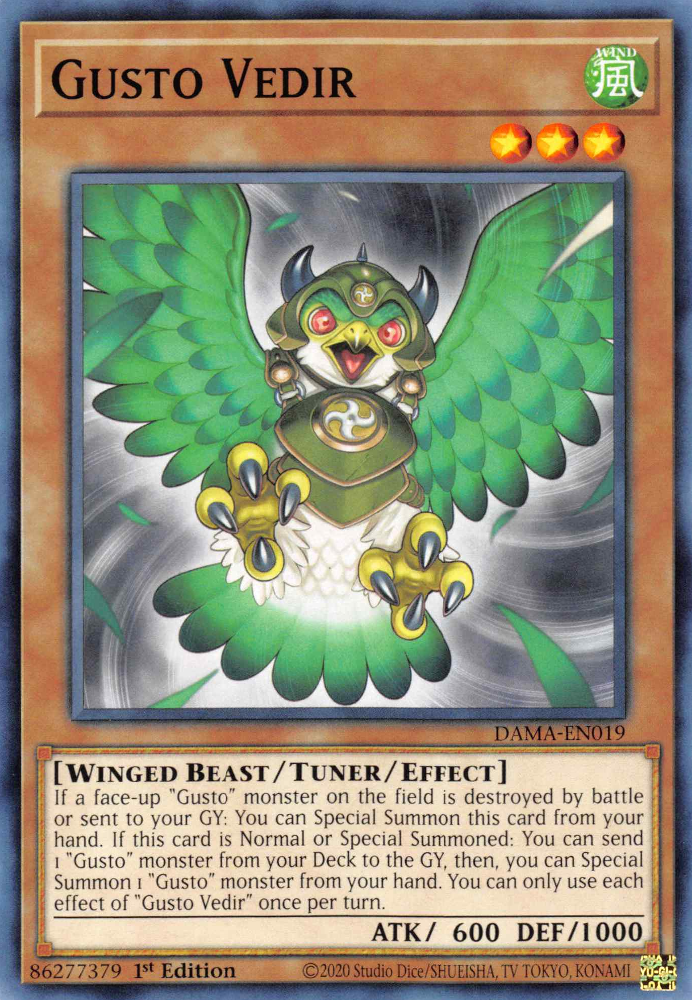 Gusto Vedir
WIND
風
DAMA-EN019
[Winged Beast/Tuner/Effect]
If a face-up "Gusto" monster on the field is destroyed by battle
or sent to your GY: You can Special Summon this card from your
hand. If this card is Normal or Special Summoned: You can send
1 "Gusto" monster from your Deck to the GY, then, you can Special
Summon 1 "Gusto" monster from your hand. You can only use each
effect of "Gusto Vedir" once per turn.
ATK/ 600 DEF/1000
86277379 1st Edition ©2020 Studio Dice/SHUEISHA, TV TOKYO, KONAMI